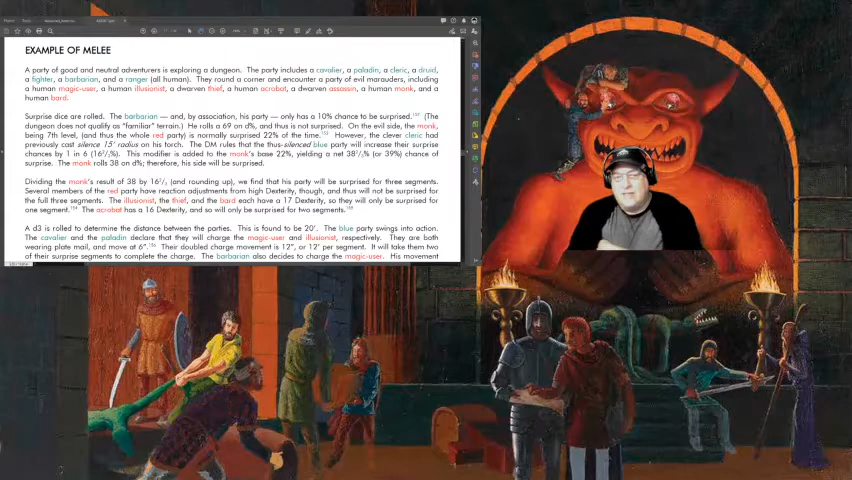 EXAMPLE OF MELEE
A party of good and neutral adventurers is exploring a dungeon. The party includes a cavalier, a paladin, a cleric, a druid,
a fighter, a barbarian, and a ranger (all human). They round a corner and encounter a party of evil marauders, including
a human magic-user, a human illusionist, a dwarven thief, a human acrobat, a dwarven assassin, a human monk, and a
human bard.
Surprise dice are rolled. The barbarian — and, by association, his party — only has a 10% chance to be surprised. (The
dungeon does not qualify as "familiar" terrain.) He rolls a 69 on d%, and thus is not surprised. On the evil side, the monk,
being 7th level, (and thus the whole red party) is normally surprised 22% of the time. However, the clever cleric had
previously cast silence 15' radius on his torch. The DM rules that the thus-silenced blue party will increase their surprise
chances by 1 in 6 (16²/₃%). This modifier is added to the monk's base 22%, yielding a net 38²/₃% (or 39%) chance of
surprise. The monk rolls 38 on d%; therefore, his side will be surprised.
Dividing the monk's result of 38 by 16²/₃ (and rounding up), we find that his party will be surprised for three segments.
Several members of the red party have reaction adjustments from high Dexterity, though, and thus will not be surprised for
the full three segments. The illusionist, the thief, and the bard each have a 17 Dexterity, so they will only be surprised for
one segment. The acrobat has a 16 Dexterity, and so will only be surprised for two segments.
A d3 is rolled to determine the distance between the parties. This is found to be 20'. The blue party swings into action.
The cavalier and the paladin declare that they will charge the magic-user and illusionist, respectively. They are both
wearing plate mail, and move at 6". Their doubled charge movement is 12", or 12' per segment. It will take them two
of their surprise segments to complete the charge. The barbarian also decides to charge the magic-user. His movement